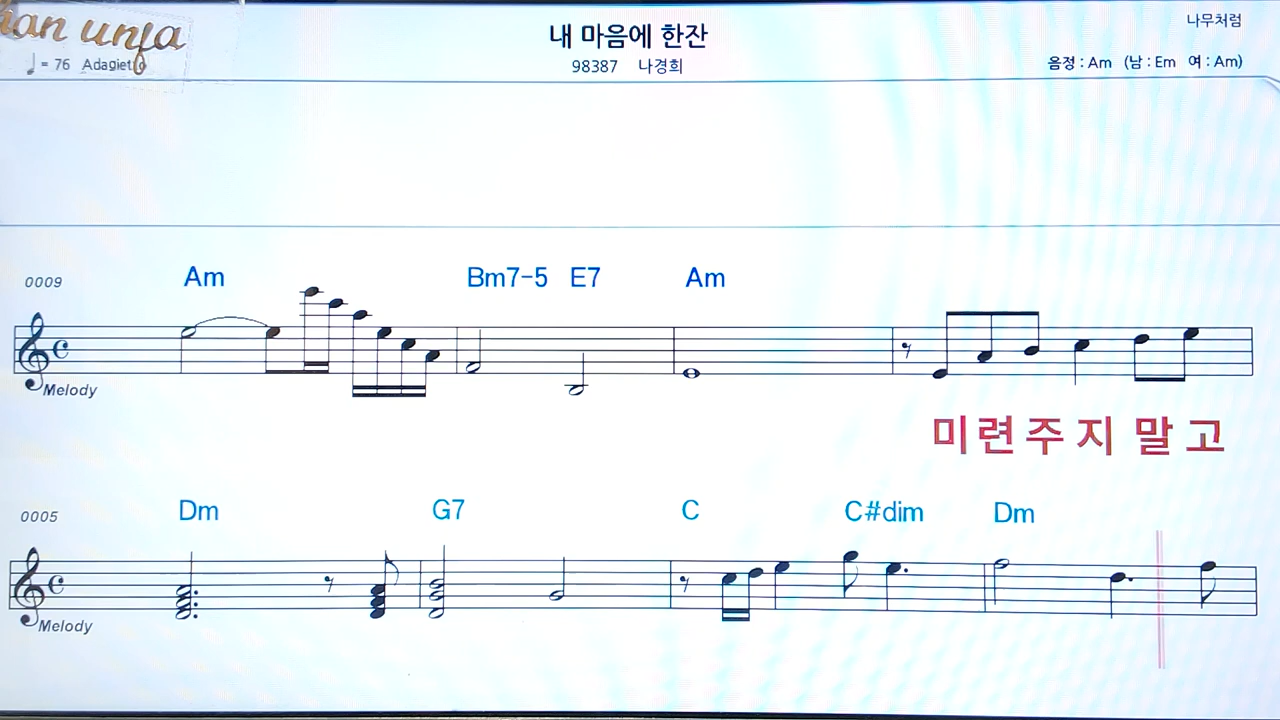 내 마음에 한잔
나무처럼
♩= 76 Adagietto
98387 나경희
음정 : Am (남 : Em 여 : Am)
0009 Am Bm7-5 E7 Am
Melody
미련주지 말고
0005 Dm G7 C C#dim Dm
Melody